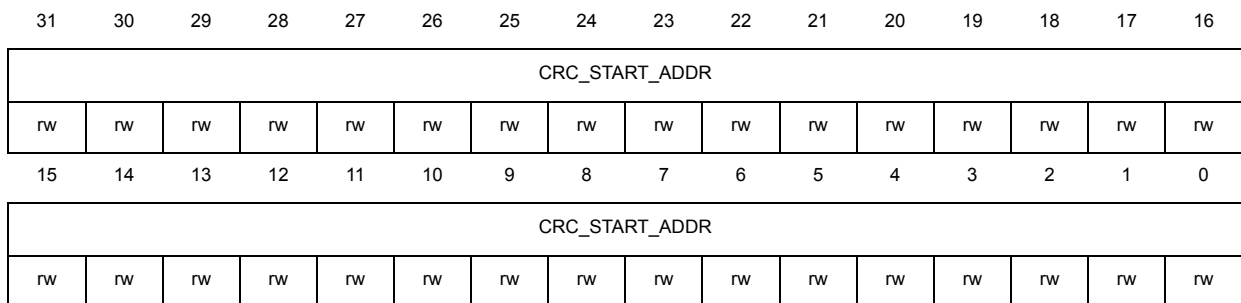 31 30 29 28 27 26 25 24 23 22 21 20 19 18 17 16
CRC_START_ADDR
rw rw rw rw rw rw rw rw rw rw rw rw rw rw rw rw
15 14 13 12 11 10 9 8 7 6 5 4 3 2 1 0
CRC_START_ADDR
rw rw rw rw rw rw rw rw rw rw rw rw rw rw rw rw